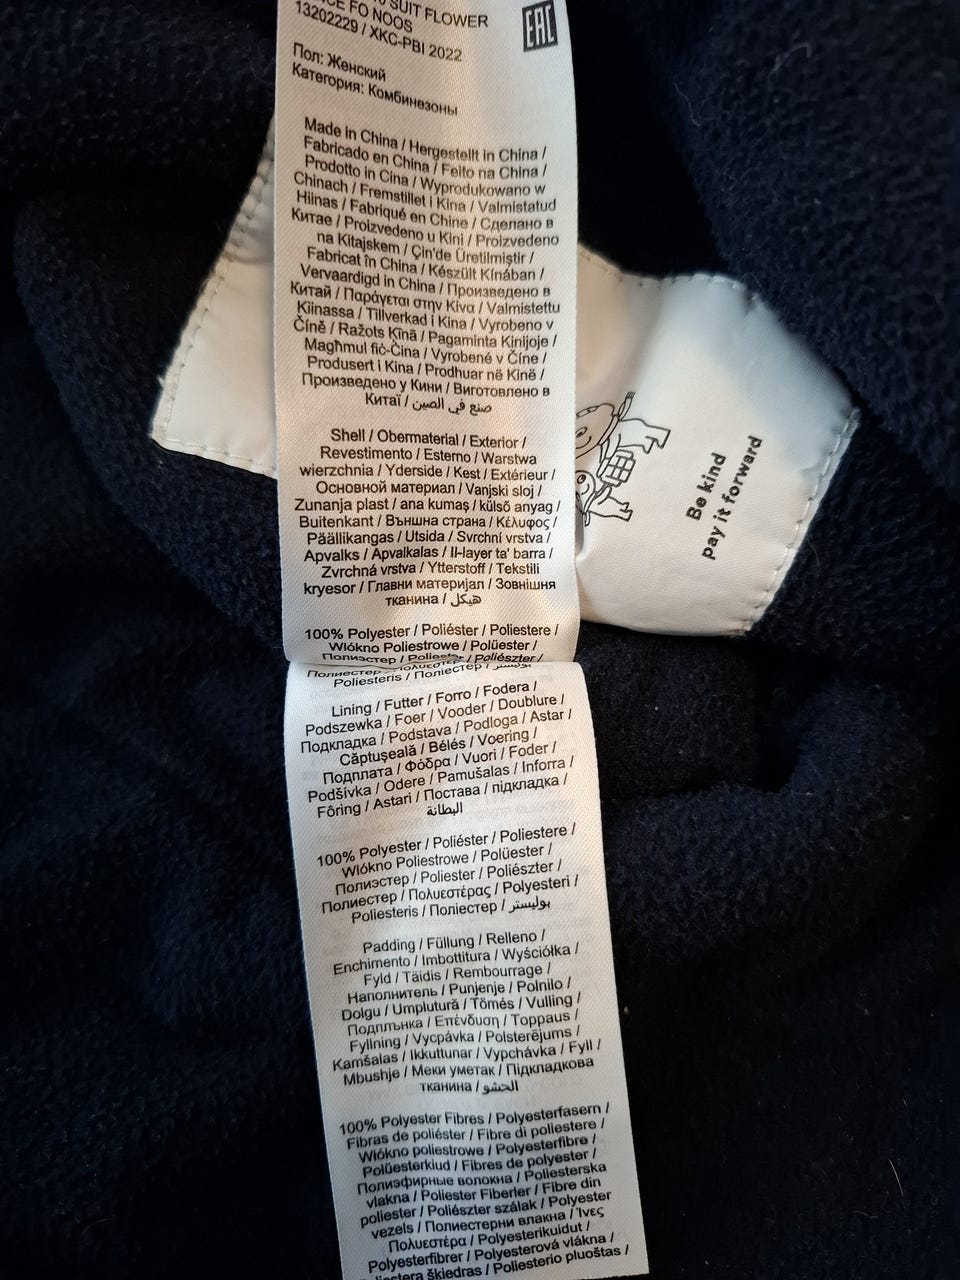 SUIT FLOWER
FO NOOS
13202229 / XKC-PBI 2022
EAC
Пол: Женский
Категория: Комбинезоны
Made in China / Hergestellt in China /
Fabricado en China / Feito na China /
Prodotto in Cina / Wyprodukowano w
Chinach / Fremstillet i Kina / Valmistatud
Hiinas / Fabriqué en Chine / Сделано в
Китае / Proizvedeno u Kini / Proizvedeno
na Kitajskem / Çin'de Üretilmiştir /
Fabricat în China / Készült Kínában /
Vervaardigd in China / Произведено в
Китай / Παράγεται στην Κίνα / Valmistettu
Kiinassa / Tillverkad i Kina / Vyrobeno v
Číně / Ražots Ķīnā / Pagaminta Kinijoje /
Magħmul fiċ-Ċina / Vyrobené v Číne /
Produsert i Kina / Prodhuar në Kinë /
Произведено у Кини / Виготовлено в
Китаї / صنع في الصين
Shell / Obermaterial / Exterior /
Revestimento / Esterno / Warstwa
wierzchnia / Yderside / Kest / Extérieur /
Основной материал / Vanjski sloj /
Zunanja plast / ana kumaş / külső anyag /
Buitenkant / Външна страна / Κέλυφος /
Päällikangas / Utsida / Svrchní vrstva /
Apvalks / Apvalkalas / Il-layer ta' barra /
Zvrchná vrstva / Ytterstoff / Tekstili
kryesor / Главни материјал / Зовнішня
тканина / هيكل
100% Polyester / Poliéster / Poliestere /
Włókno Poliestrowe / Polüester /
Полиэстер / Poliester / Poliészter /
Poliesteris / Поліестер / بوليستر
Lining / Futter / Forro / Fodera /
Podszewka / Foer / Vooder / Doublure /
Подкладка / Podstava / Podloga / Astar /
Căptușeală / Bélés / Voering /
Подплата / Φόδρα / Vuori / Foder /
Podšívka / Odere / Pamušalas / Inforra /
Fôring / Astari / Постава / підкладка /
البطانة
100% Polyester / Poliéster / Poliestere /
Włókno Poliestrowe / Polüester /
Полиэстер / Poliester / Poliészter /
Полиестер / Πολυεστέρας / Polyesteri /
Poliesteris / Поліестер / بوليستر
Padding / Füllung / Relleno /
Enchimento / Imbottitura / Wyściółka /
Fyld / Täidis / Rembourrage /
Наполнитель / Punjenje / Polnilo /
Dolgu / Umplutură / Tömés / Vulling /
Подплънка / Επένδυση / Toppaus /
Fyllning / Vycpávka / Polsterējums /
Kamšalas / Ikkuttunar / Vypchávka / Fyll /
Mbushje / Меки уметак / Підкладкова
тканина / الحشو
100% Polyester Fibres / Polyesterfasern /
Fibras de poliéster / Fibre di poliestere /
Włókno poliestrowe / Polyesterfibre /
Polüesterkiud / Fibres de polyester /
Полиэфирные волокна / Poliesterska
vlakna / Poliester Fiberler / Fibre din
poliester / Poliészter szálak / Polyester
vezels / Полиестерни влакна / Ίνες
Πολυεστέρα / Polyesterikuidut /
Polyesterfibrer / Polyesterová vlákna /
škiedras / Poliesterio pluoštas /
Be kind
pay it forward